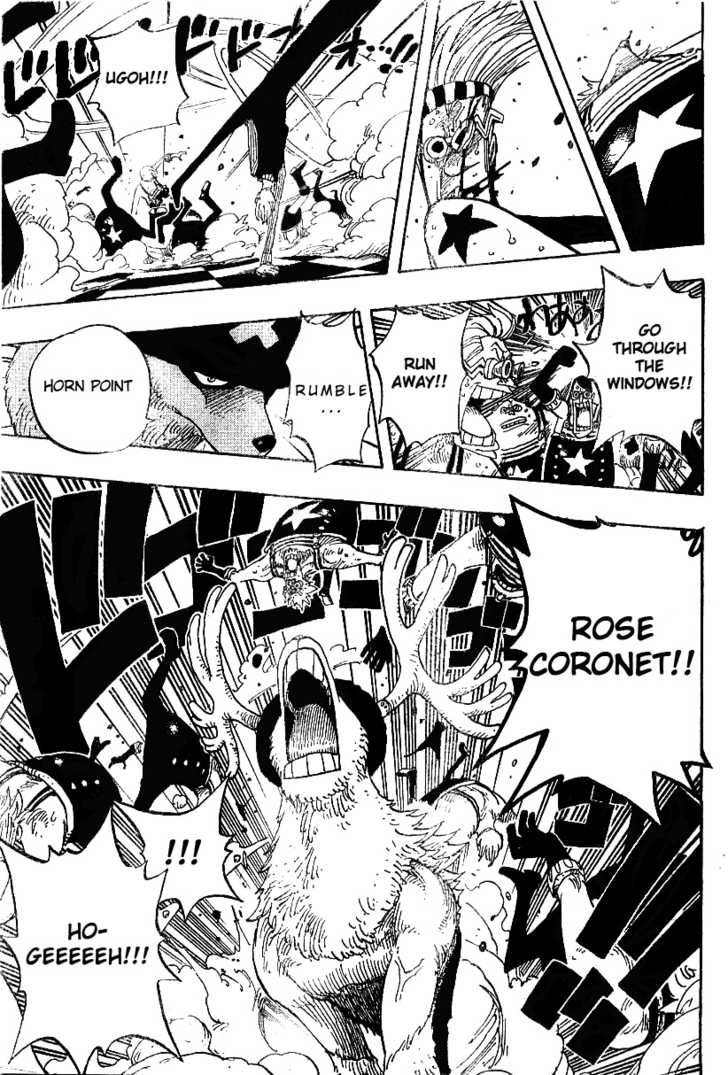 UGOH!!!
GO
THROUGH
THE
WINDOWS!!
RUN
AWAY!!
RUMBLE
...
HORN POINT
ROSE
CORONET!!
!!!
HO-
GEEEEEH!!!